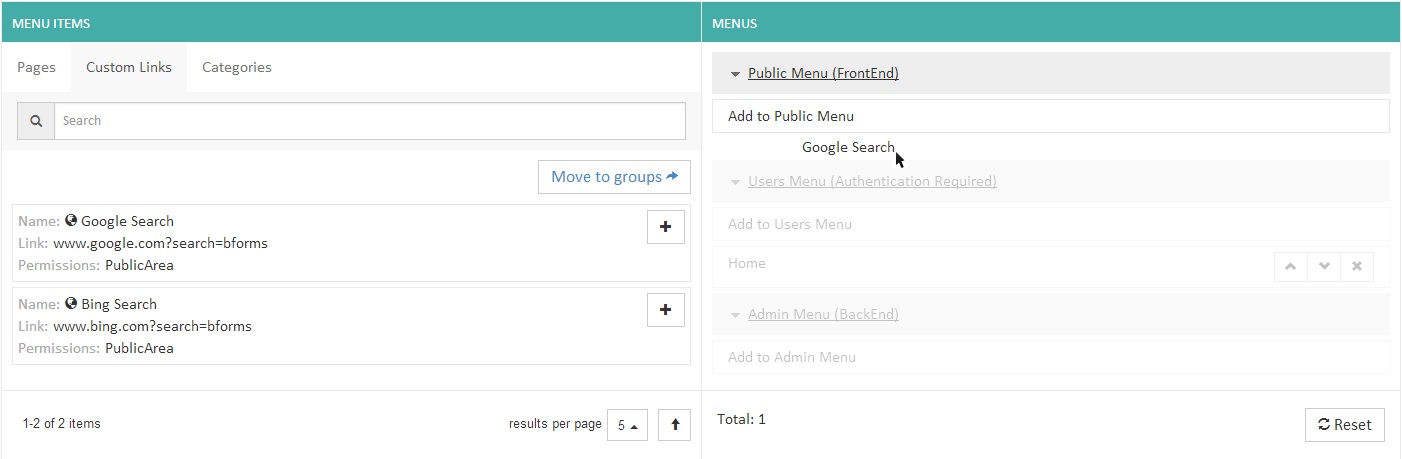 MENU ITEMS
Pages Custom Links Categories
Search
Move to groups
Name: Google Search
Link: www.google.com?search=bforms
Permissions: PublicArea
Name: Bing Search
Link: www.bing.com?search=bforms
Permissions: PublicArea
1-2 of 2 items
results per page 5
MENUS
Public Menu (FrontEnd)
Add to Public Menu
Google Search
Users Menu (Authentication Required)
Add to Users Menu
Home
Admin Menu (BackEnd)
Add to Admin Menu
Total: 1
Reset